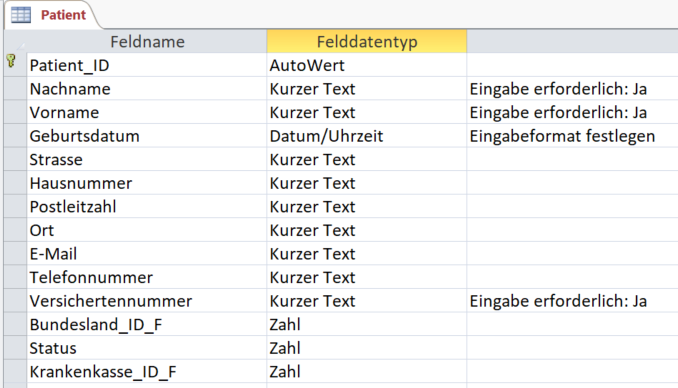 Patient
Feldname Felddatentyp
Patient_ID AutoWert
Nachname Kurzer Text Eingabe erforderlich: Ja
Vorname Kurzer Text Eingabe erforderlich: Ja
Geburtsdatum Datum/Uhrzeit Eingabeformat festlegen
Strasse Kurzer Text
Hausnummer Kurzer Text
Postleitzahl Kurzer Text
Ort Kurzer Text
E-Mail Kurzer Text
Telefonnummer Kurzer Text
Versichertennummer Kurzer Text Eingabe erforderlich: Ja
Bundesland_ID_F Zahl
Status Zahl
Krankenkasse_ID_F Zahl